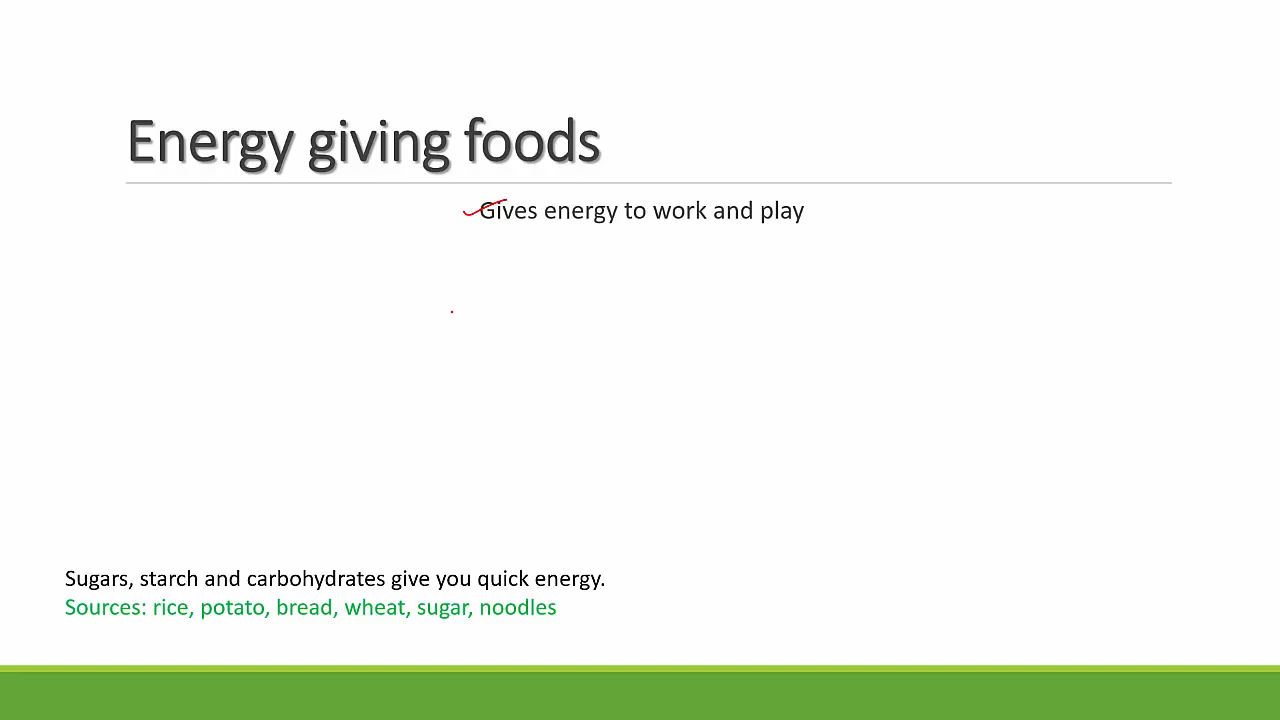 Energy giving foods
Gives energy to work and play
Sugars, starch and carbohydrates give you quick energy.
Sources: rice, potato, bread, wheat, sugar, noodles